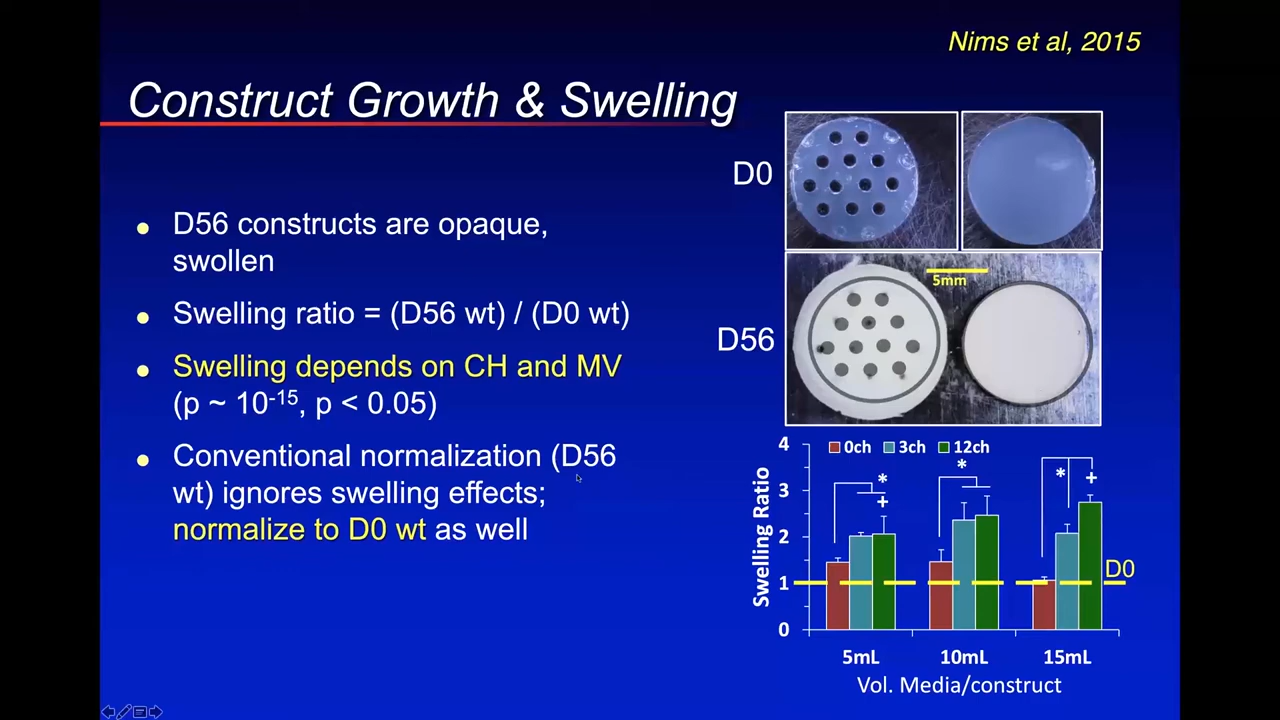 Nims et al, 2015
Construct Growth & Swelling
• D56 constructs are opaque,
swollen
• Swelling ratio = (D56 wt) / (D0 wt)
• Swelling depends on CH and MV
(p ~ 10⁻¹⁵, p < 0.05)
• Conventional normalization (D56
wt) ignores swelling effects;
normalize to D0 wt as well
D0
D56
5mm
Swelling Ratio
4
3
2
1
0
0ch 3ch 12ch
*
+
*
*
+
D0
5mL 10mL 15mL
Vol. Media/construct